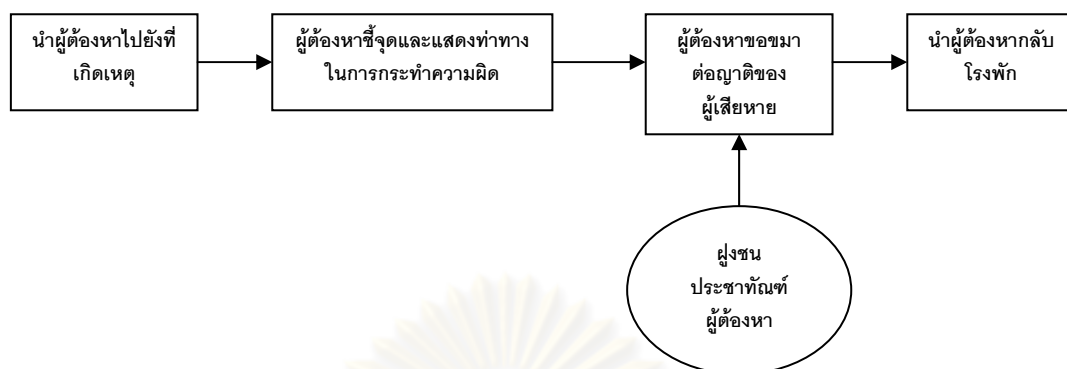 นำผู้ต้องหาไปยังที่
เกิดเหตุ
ผู้ต้องหาชี้จุดและแสดงท่าทาง
ในการกระทำความผิด
ผู้ต้องหาขอขมา
ต่อญาติของ
ผู้เสียหาย
นำผู้ต้องหากลับ
โรงพัก
ฝูงชน
ประชาทัณฑ์
ผู้ต้องหา